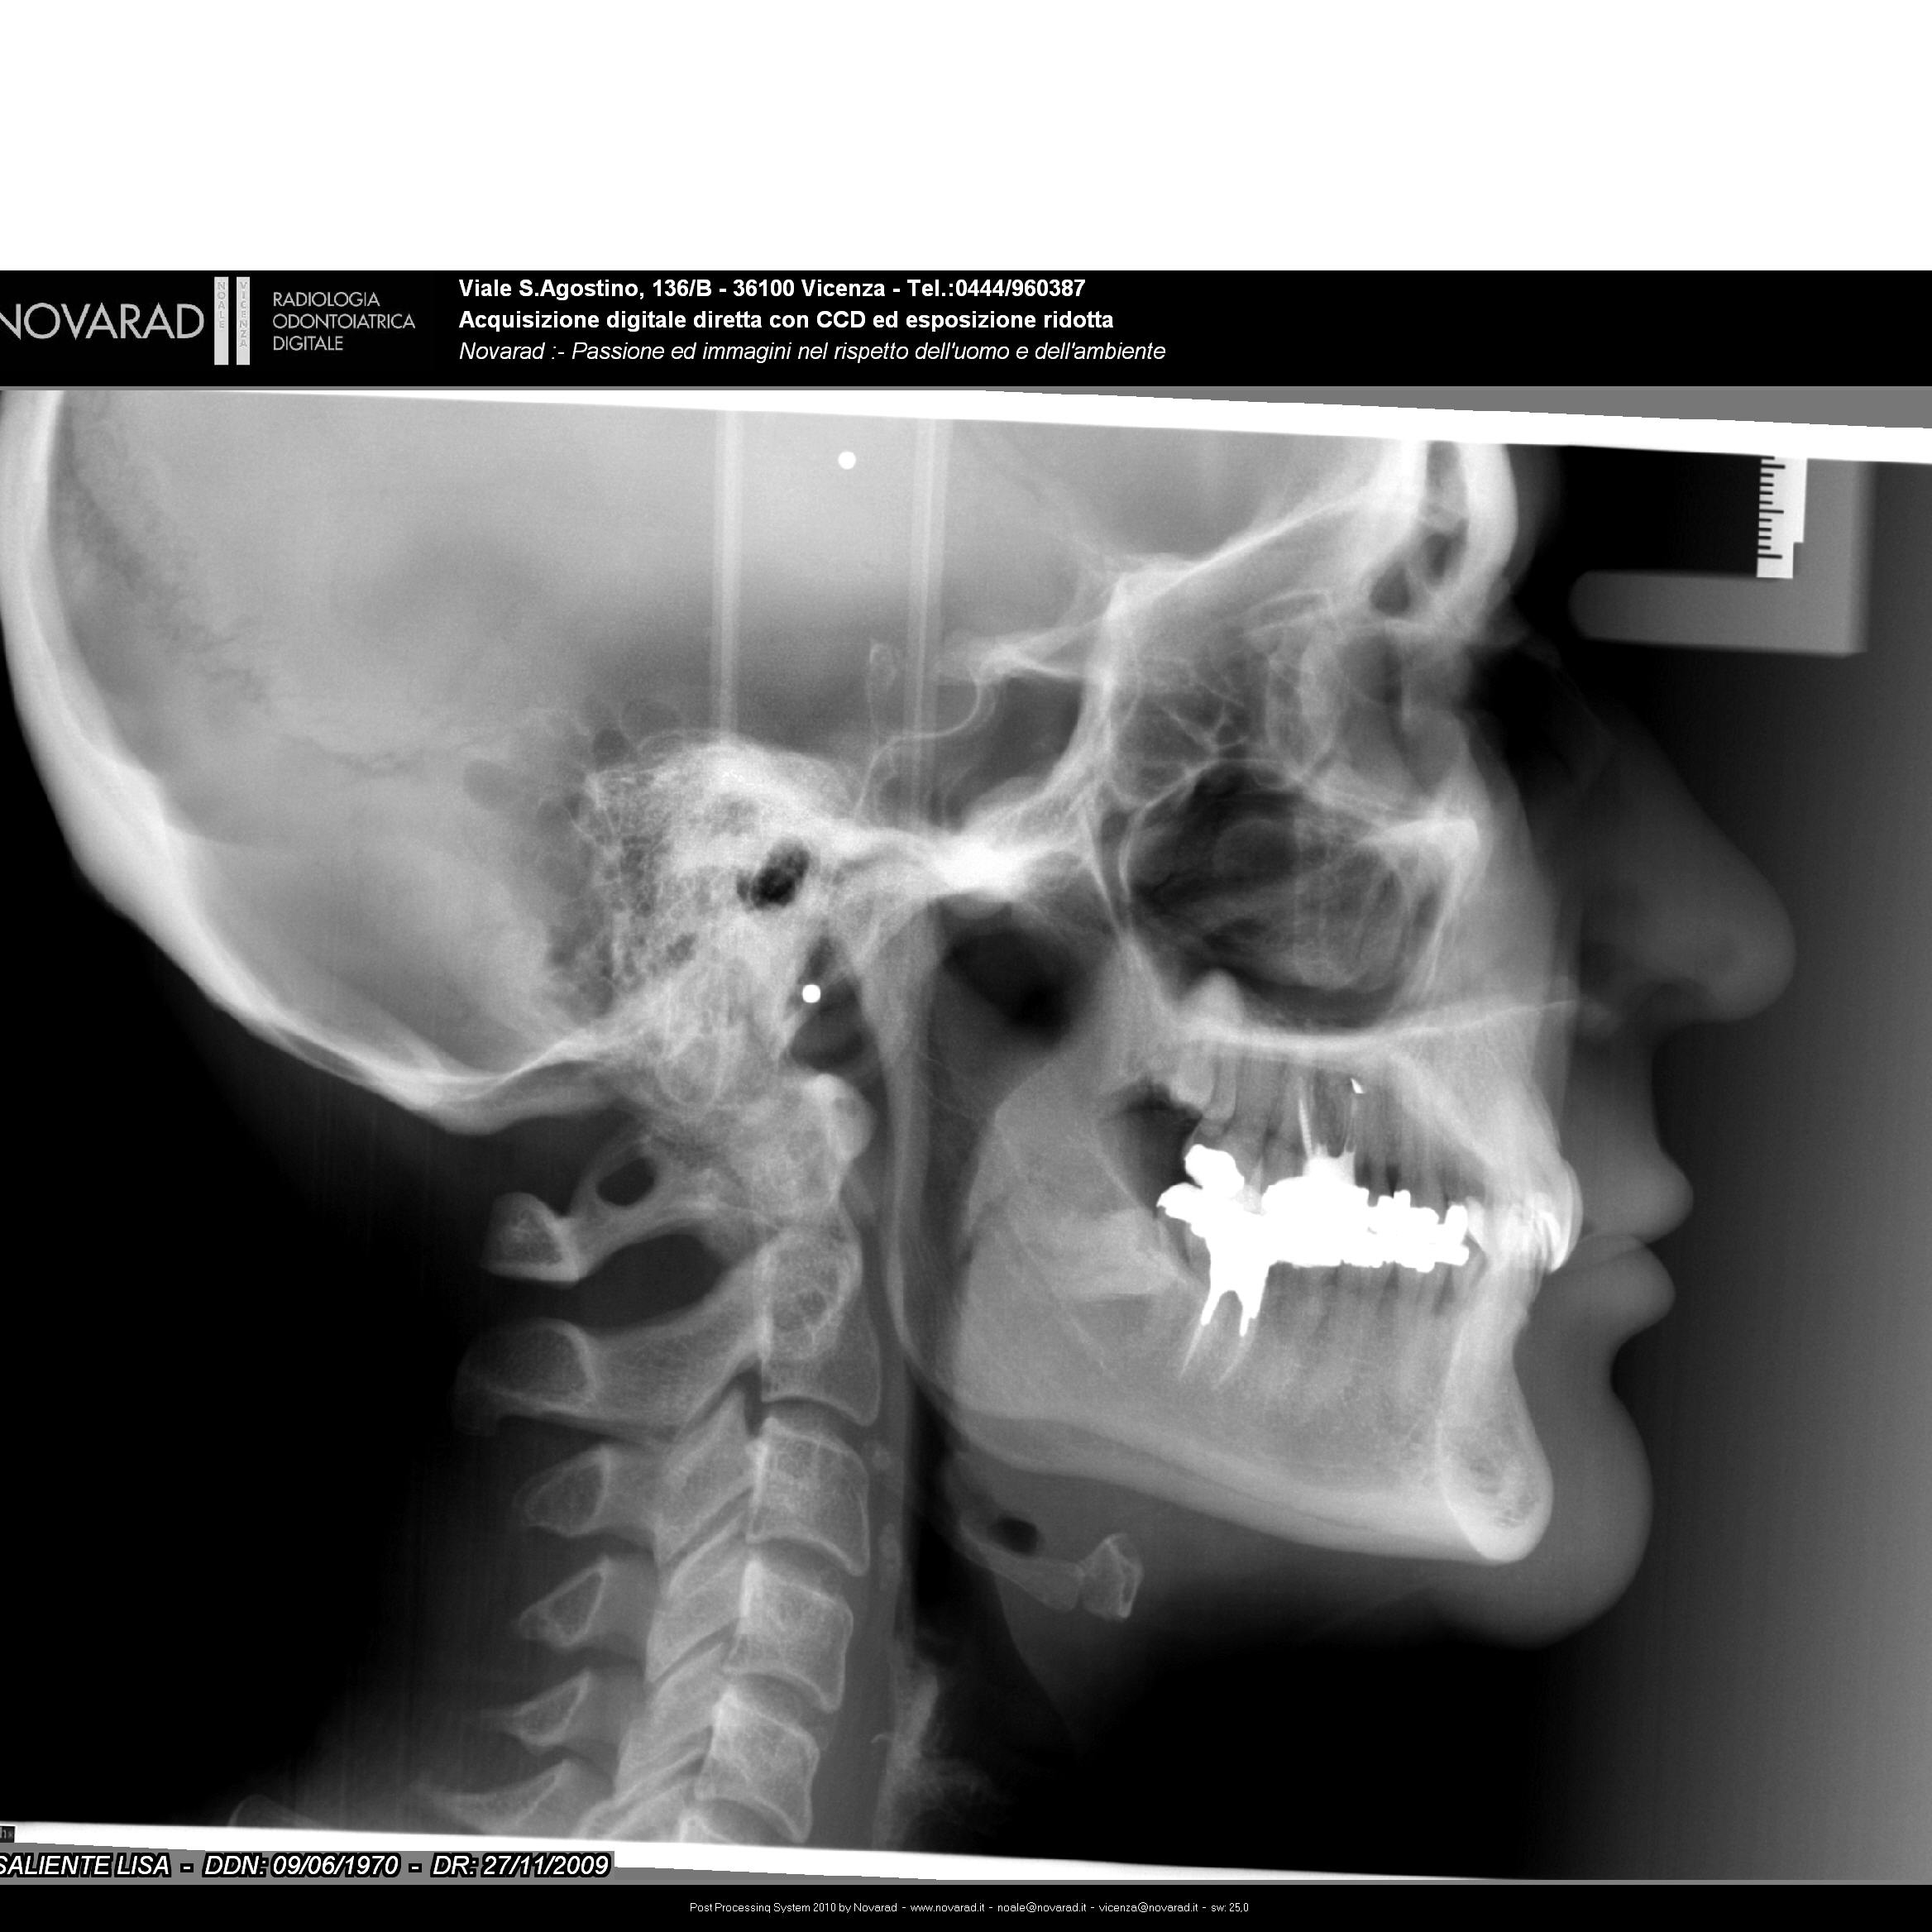 NOVARAD
NOALE
VICENZA
RADIOLOGIA
ODONTOIATRICA
DIGITALE
Viale S.Agostino, 136/B - 36100 Vicenza - Tel.:0444/960387
Acquisizione digitale diretta con CCD ed esposizione ridotta
Novarad :- Passione ed immagini nel rispetto dell'uomo e dell'ambiente
SALIENTE LISA - DDN: 09/06/1970 - DR: 27/11/2009
Post Processing System 2010 by Novarad - www.novarad.it - noale@novarad.it - vicenza@novarad.it - sw: 25,0